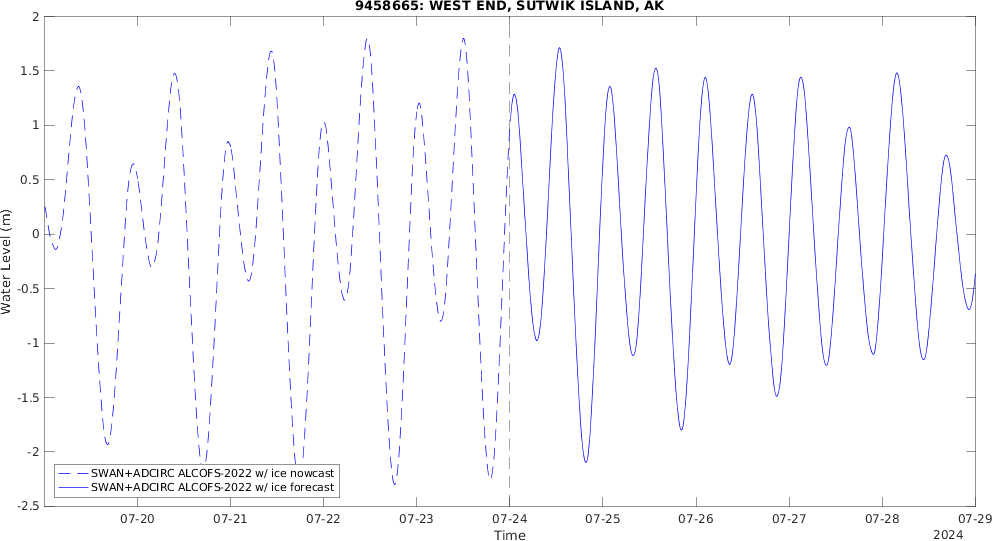 9458665: WEST END, SUTWIK ISLAND, AK
2
1.5
1
0.5
0
-0.5
-1
-1.5
-2
-2.5
Water Level (m)
SWAN+ADCIRC ALCOFS-2022 w/ ice nowcast
SWAN+ADCIRC ALCOFS-2022 w/ ice forecast
07-20 07-21 07-22 07-23 07-24 07-25 07-26 07-27 07-28 07-29
Time
2024